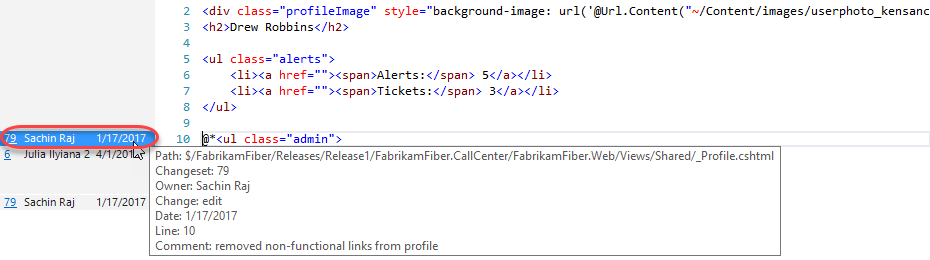 2 <div class="profileImage" style="background-image: url('@Url.Content("~/Content/images/userphoto_kensanc
3 <h2>Drew Robbins</h2>
4
5 <ul class="alerts">
6 <li><a href=""><span>Alerts:</span> 5</a></li>
7 <li><a href=""><span>Tickets:</span> 3</a></li>
8 </ul>
9
79 Sachin Raj 1/17/2017 10 @*<ul class="admin">
6 Julia Ilyiana 2 4/1/201
Path: $/FabrikamFiber/Releases/Release1/FabrikamFiber.CallCenter/FabrikamFiber.Web/Views/Shared/_Profile.cshtml
Changeset: 79
Owner: Sachin Raj
Change: edit
79 Sachin Raj 1/17/2017
Date: 1/17/2017
Line: 10
Comment: removed non-functional links from profile